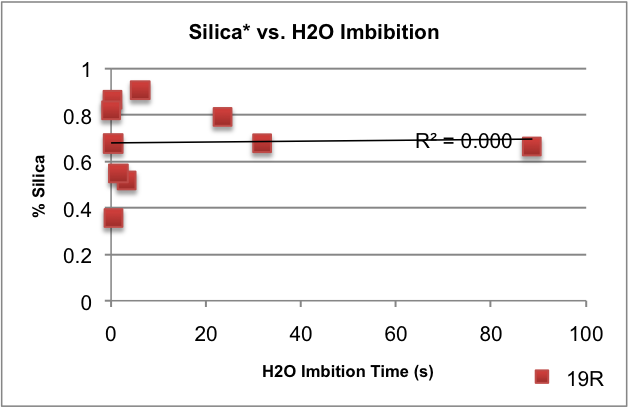 Silica* vs. H2O Imbibition
1
0.8
0.6
0.4
0.2
0
% Silica
R² = 0.000
0 20 40 60 80 100
H2O Imbition Time (s)
19R